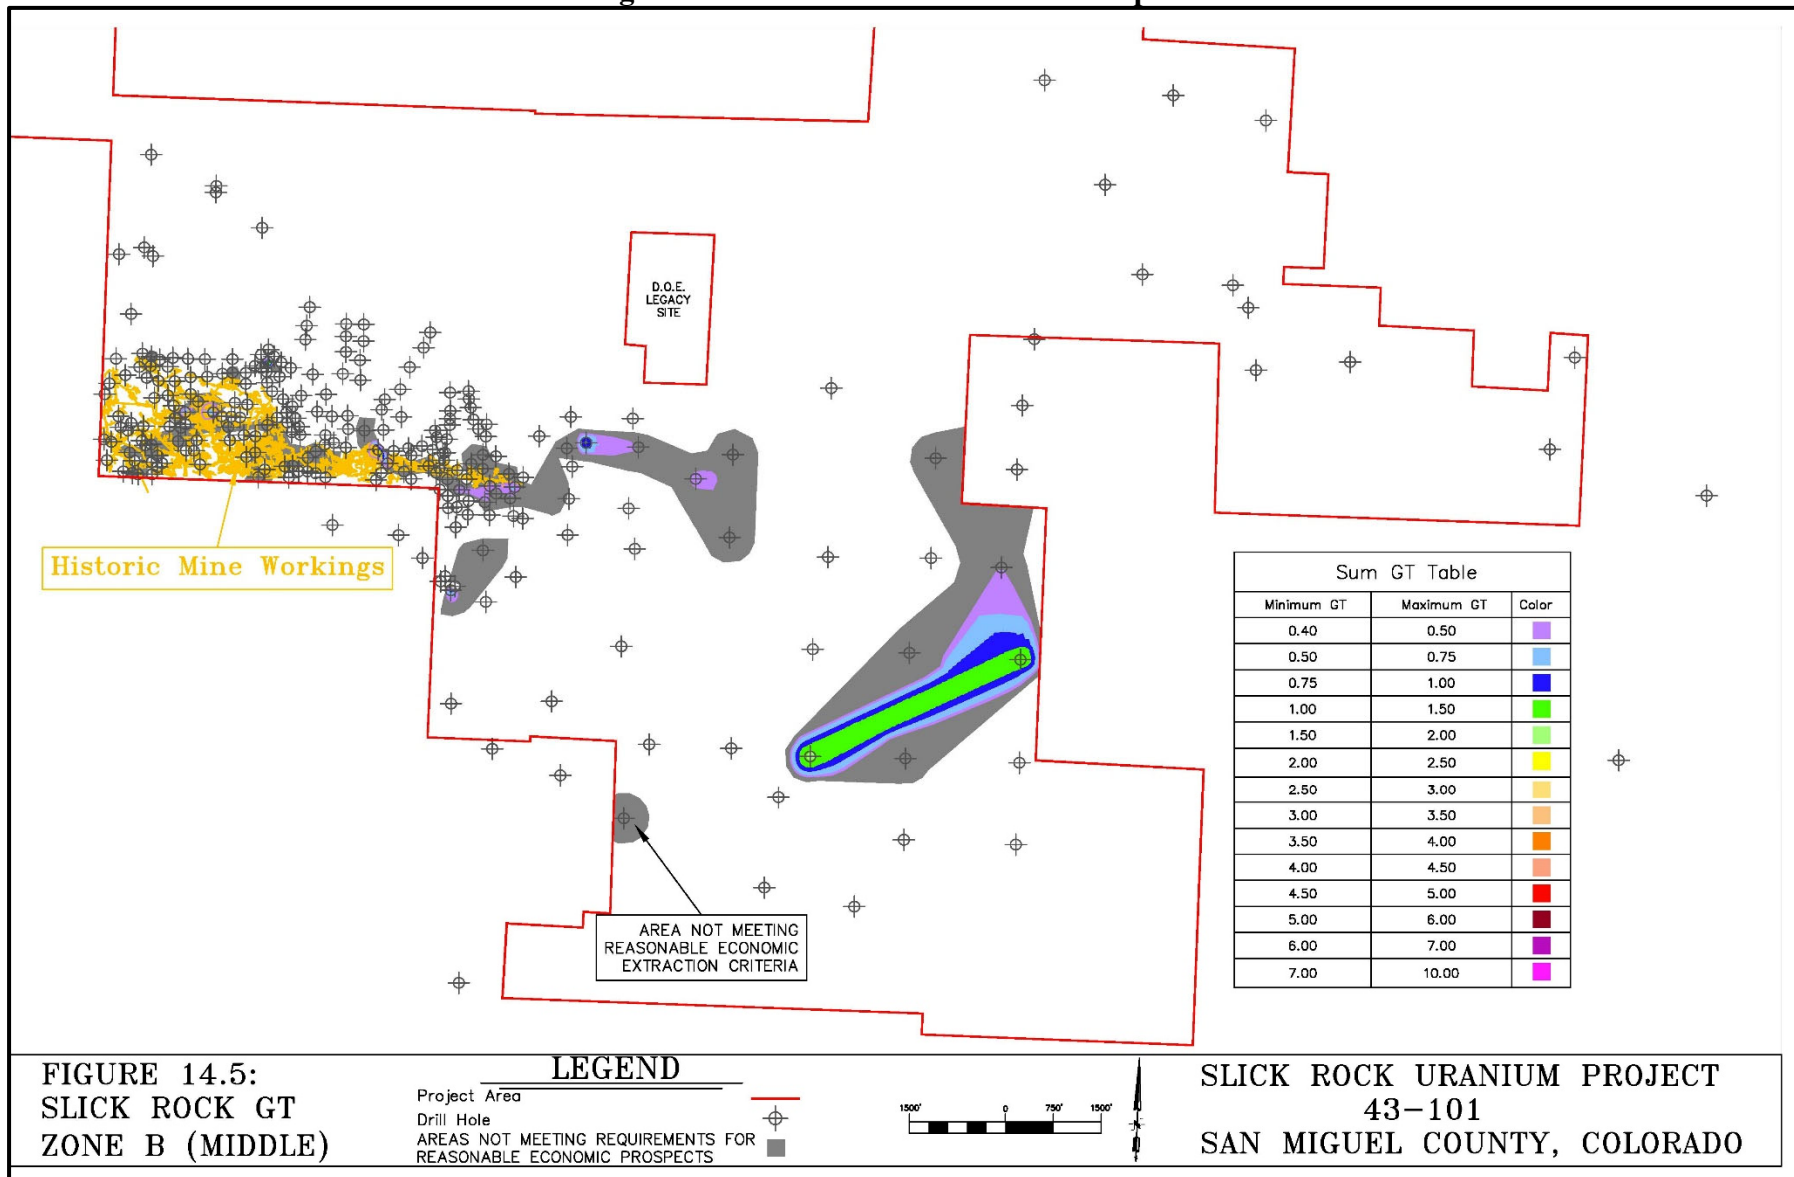 D.O.E.
LEGACY
SITE
Historic Mine Workings
Sum GT Table
Minimum GT Maximum GT Color
0.40 0.50
0.50 0.75
0.75 1.00
1.00 1.50
1.50 2.00
2.00 2.50
2.50 3.00
3.00 3.50
3.50 4.00
4.00 4.50
4.50 5.00
5.00 6.00
6.00 7.00
7.00 10.00
AREA NOT MEETING
REASONABLE ECONOMIC
EXTRACTION CRITERIA
FIGURE 14.5:
SLICK ROCK GT
ZONE B (MIDDLE)
LEGEND
Project Area
Drill Hole
AREAS NOT MEETING REQUIREMENTS FOR
REASONABLE ECONOMIC PROSPECTS
1500' 0 750' 1500'
N
SLICK ROCK URANIUM PROJECT
43-101
SAN MIGUEL COUNTY, COLORADO